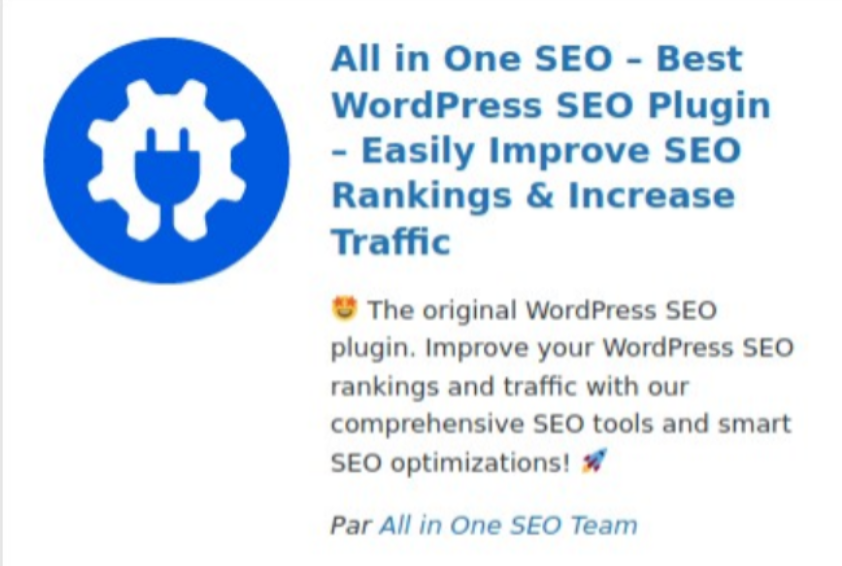 All in One SEO – Best
WordPress SEO Plugin
– Easily Improve SEO
Rankings & Increase
Traffic
🤩 The original WordPress SEO
plugin. Improve your WordPress SEO
rankings and traffic with our
comprehensive SEO tools and smart
SEO optimizations! 🚀
Par All in One SEO Team